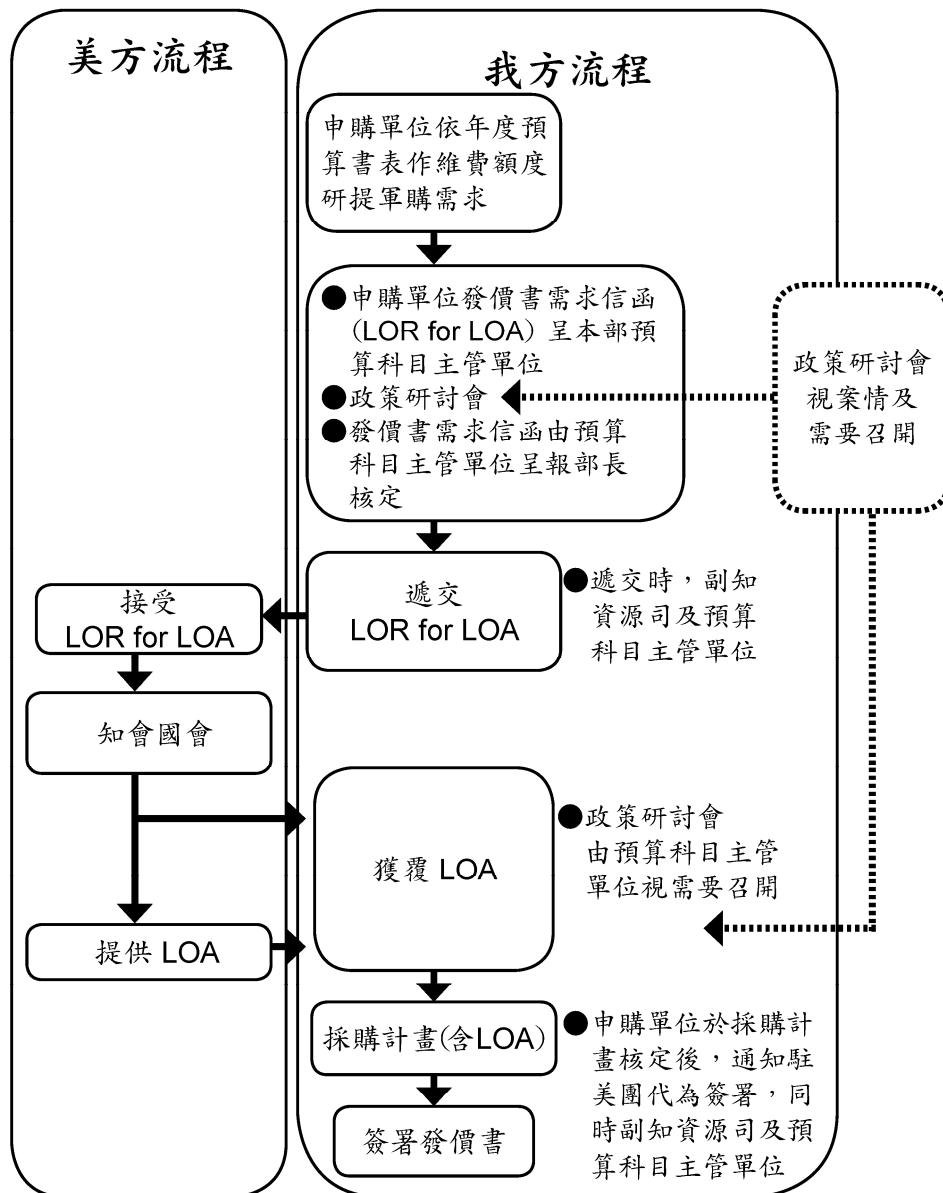 美方流程
我方流程
申購單位依年度預
算書表作維費額度
研提軍購需求
●申購單位發價書需求信函
(LOR for LOA) 呈本部預
算科目主管單位
●政策研討會
●發價書需求信函由預算
科目主管單位呈報部長
核定
政策研討會
視案情及
需要召開
遞交
LOR for LOA
●遞交時，副知
資源司及預算
科目主管單位
接受
LOR for LOA
知會國會
獲覆 LOA
●政策研討會
由預算科目主管
單位視需要召開
提供 LOA
採購計畫(含LOA)
●申購單位於採購計
畫核定後，通知駐
美團代為簽署，同
時副知資源司及預
算科目主管單位
簽署發價書